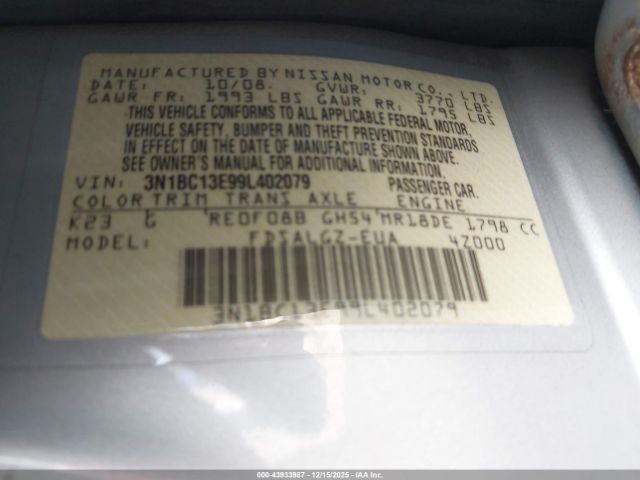 MANUFACTURED BY NISSAN MOTOR CO., LTD.
DATE: 10/08. GVWR: 3770 LBS
GAWR FR: 1993 LBS GAWR RR: 1795 LBS
THIS VEHICLE CONFORMS TO ALL APPLICABLE FEDERAL MOTOR
VEHICLE SAFETY, BUMPER AND THEFT PREVENTION STANDARDS
IN EFFECT ON THE DATE OF MANUFACTURE SHOWN ABOVE.
SEE OWNER'S MANUAL FOR ADDITIONAL INFORMATION.
VIN: 3N1BC13E99L402079 PASSENGER CAR.
COLOR TRIM TRANS AXLE ENGINE
K23 G RE0F08B GH54 MR18DE 1798 CC
MODEL: FDSALGZ-EUA 4Z000
3N1BC13E99L402079
000-43933987 - 12/15/2025 - IAAI.COM